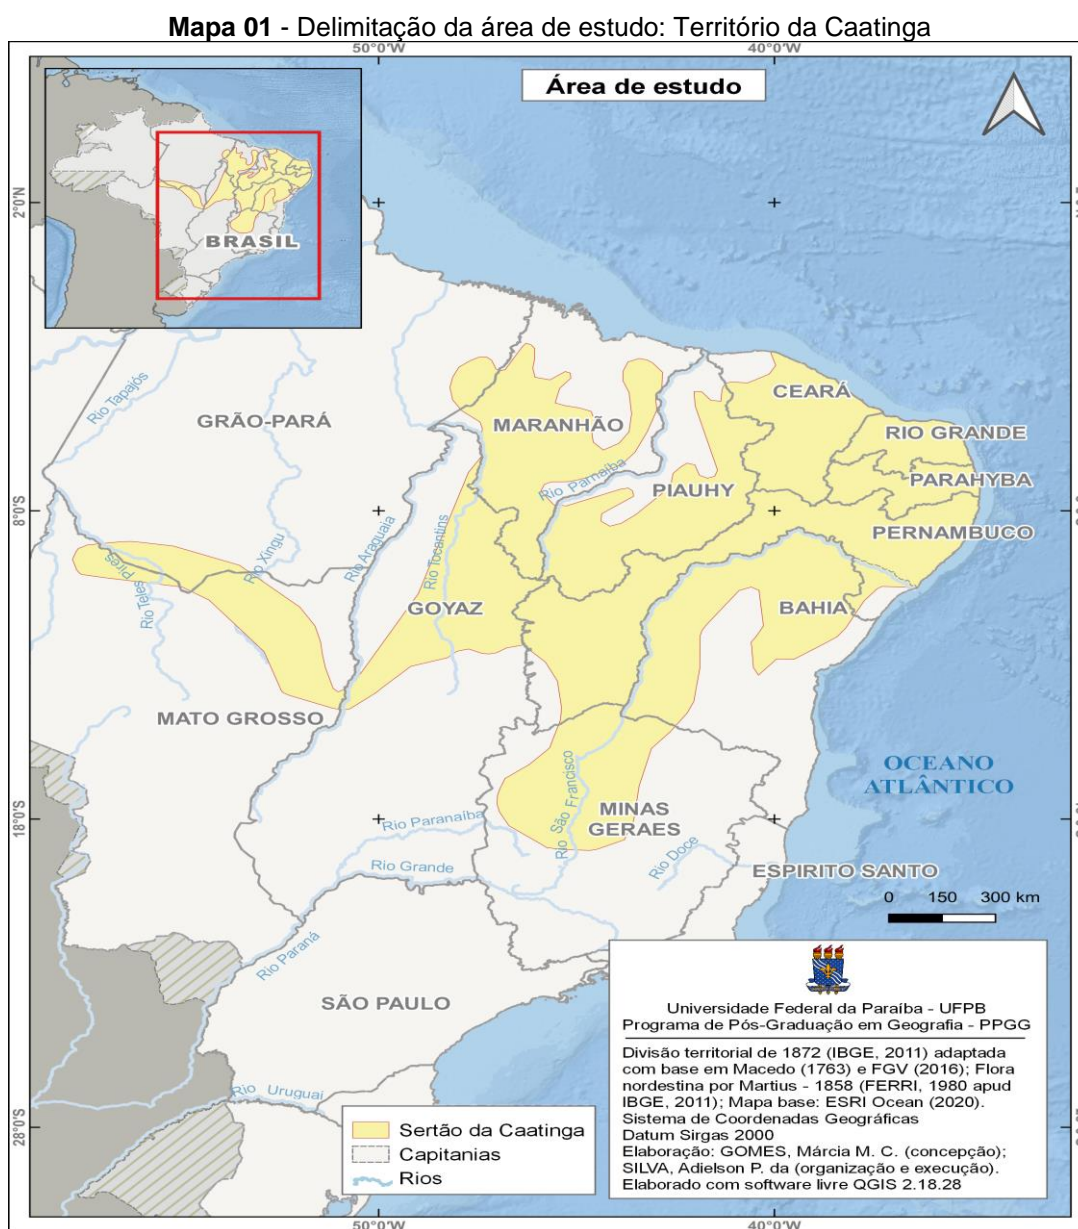 Mapa 01 - Delimitação da área de estudo: Território da Caatinga
50°0'W
40°0'W
Área de estudo
BRASIL
2°0'N
8°0'S
18°0'S
28°0'S
Rio Tapajós
GRÃO-PARÁ
MARANHÃO
CEARÁ
RIO GRANDE
PARAHYBA
Rio Parnaíba
PIAUHY
PERNAMBUCO
Rio Xingu
Rio Araguaia
Rio Tocantins
Rio Teles Pires
GOYAZ
BAHIA
MATO GROSSO
OCEANO
ATLÂNTICO
Rio São Francisco
MINAS
GERAES
Rio Paranaíba
Rio Doce
Rio Grande
ESPIRITO SANTO
0 150 300 km
Rio Paraná
SÃO PAULO
Rio Uruguai
Universidade Federal da Paraíba - UFPB
Programa de Pós-Graduação em Geografia - PPGG
Divisão territorial de 1872 (IBGE, 2011) adaptada
com base em Macedo (1763) e FGV (2016); Flora
nordestina por Martius - 1858 (FERRI, 1980 apud
IBGE, 2011); Mapa base: ESRI Ocean (2020).
Sistema de Coordenadas Geográficas
Datum Sirgas 2000
Elaboração: GOMES, Márcia M. C. (concepção);
SILVA, Adielson P. da (organização e execução).
Elaborado com software livre QGIS 2.18.28
Sertão da Caatinga
Capitanias
Rios
50°0'W
40°0'W